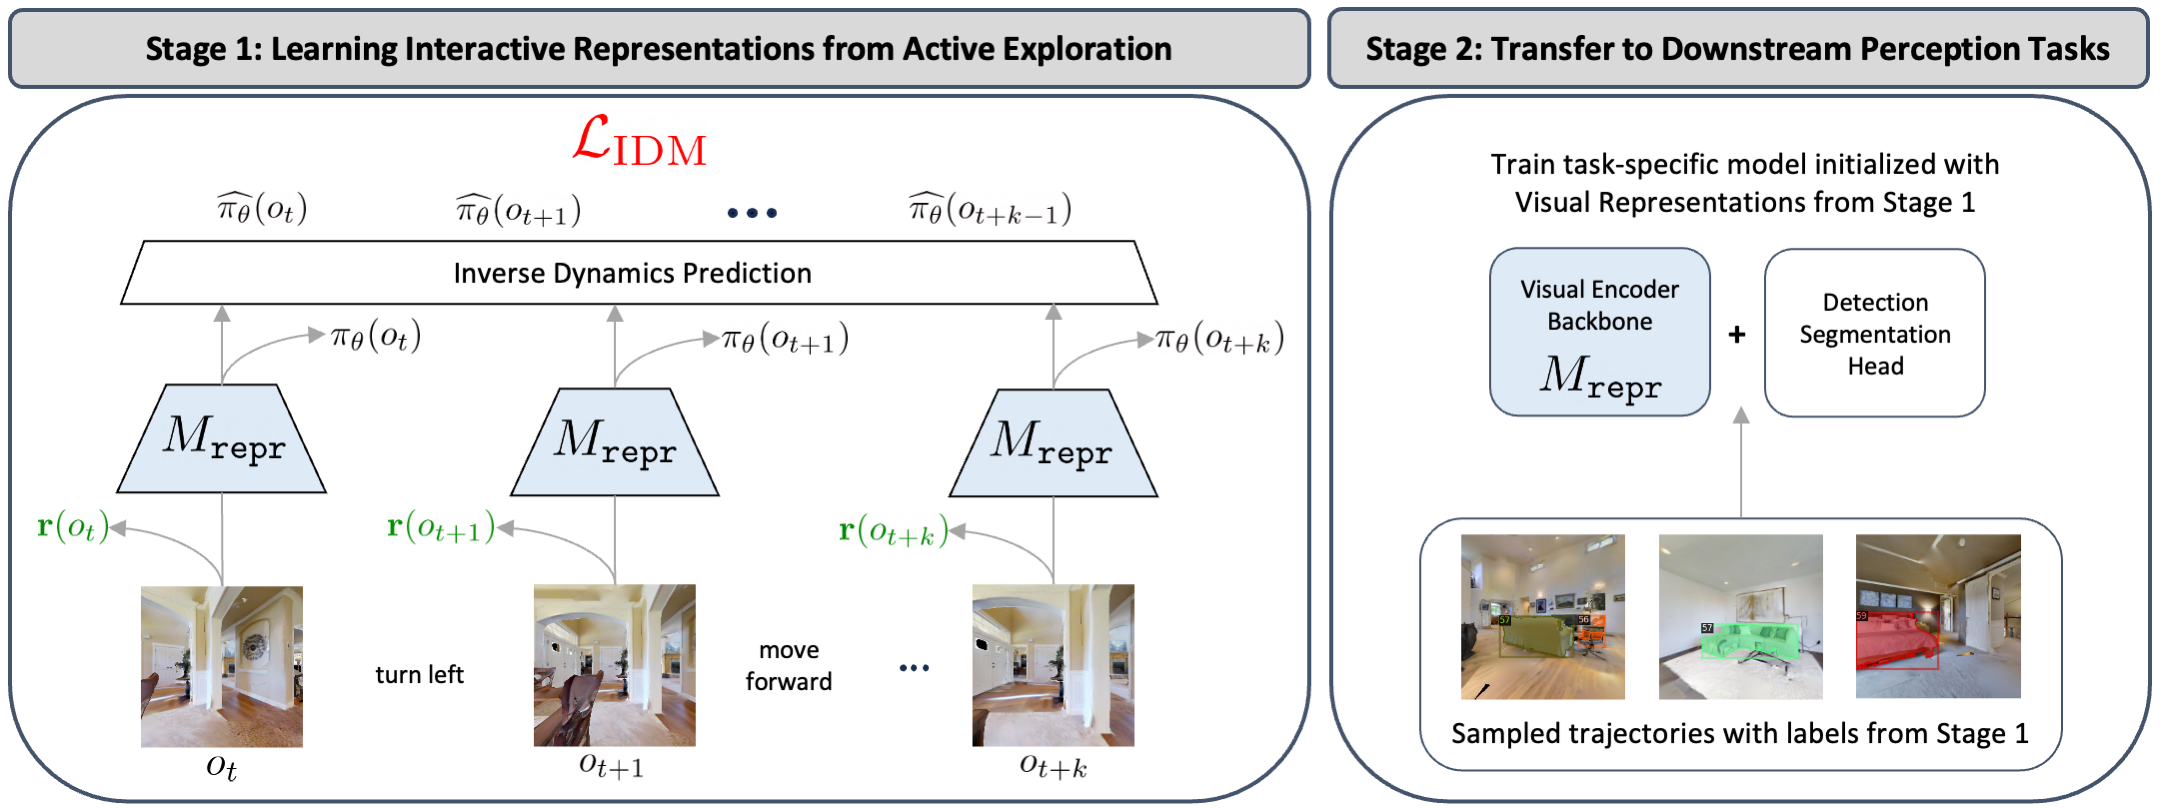 Stage 1: Learning Interactive Representations from Active Exploration
$\mathcal{L}_{\mathrm{IDM}}$
$\widehat{\pi_\theta}(o_t)$ $\widehat{\pi_\theta}(o_{t+1})$ ••• $\widehat{\pi_\theta}(o_{t+k-1})$
Inverse Dynamics Prediction
$\pi_\theta(o_t)$ $\pi_\theta(o_{t+1})$ $\pi_\theta(o_{t+k})$
$M_{\texttt{repr}}$ $M_{\texttt{repr}}$ $M_{\texttt{repr}}$
$\mathbf{r}(o_t)$ $\mathbf{r}(o_{t+1})$ $\mathbf{r}(o_{t+k})$
turn left
move
forward
•••
$o_t$ $o_{t+1}$ $o_{t+k}$
Stage 2: Transfer to Downstream Perception Tasks
Train task-specific model initialized with
Visual Representations from Stage 1
Visual Encoder
Backbone
$M_{\texttt{repr}}$
+
Detection
Segmentation
Head
57 56
57
59
Sampled trajectories with labels from Stage 1